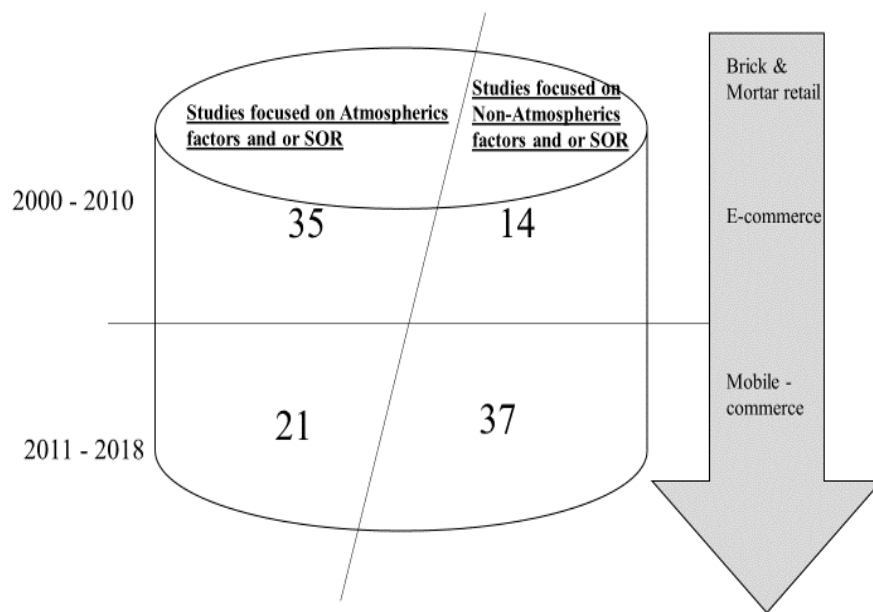 Studies focused on Atmospherics
factors and or SOR
Studies focused on
Non-Atmospherics
factors and or SOR
Brick &
Mortar retail
2000 - 2010
35
14
E-commerce
Mobile -
commerce
21
37
2011 - 2018